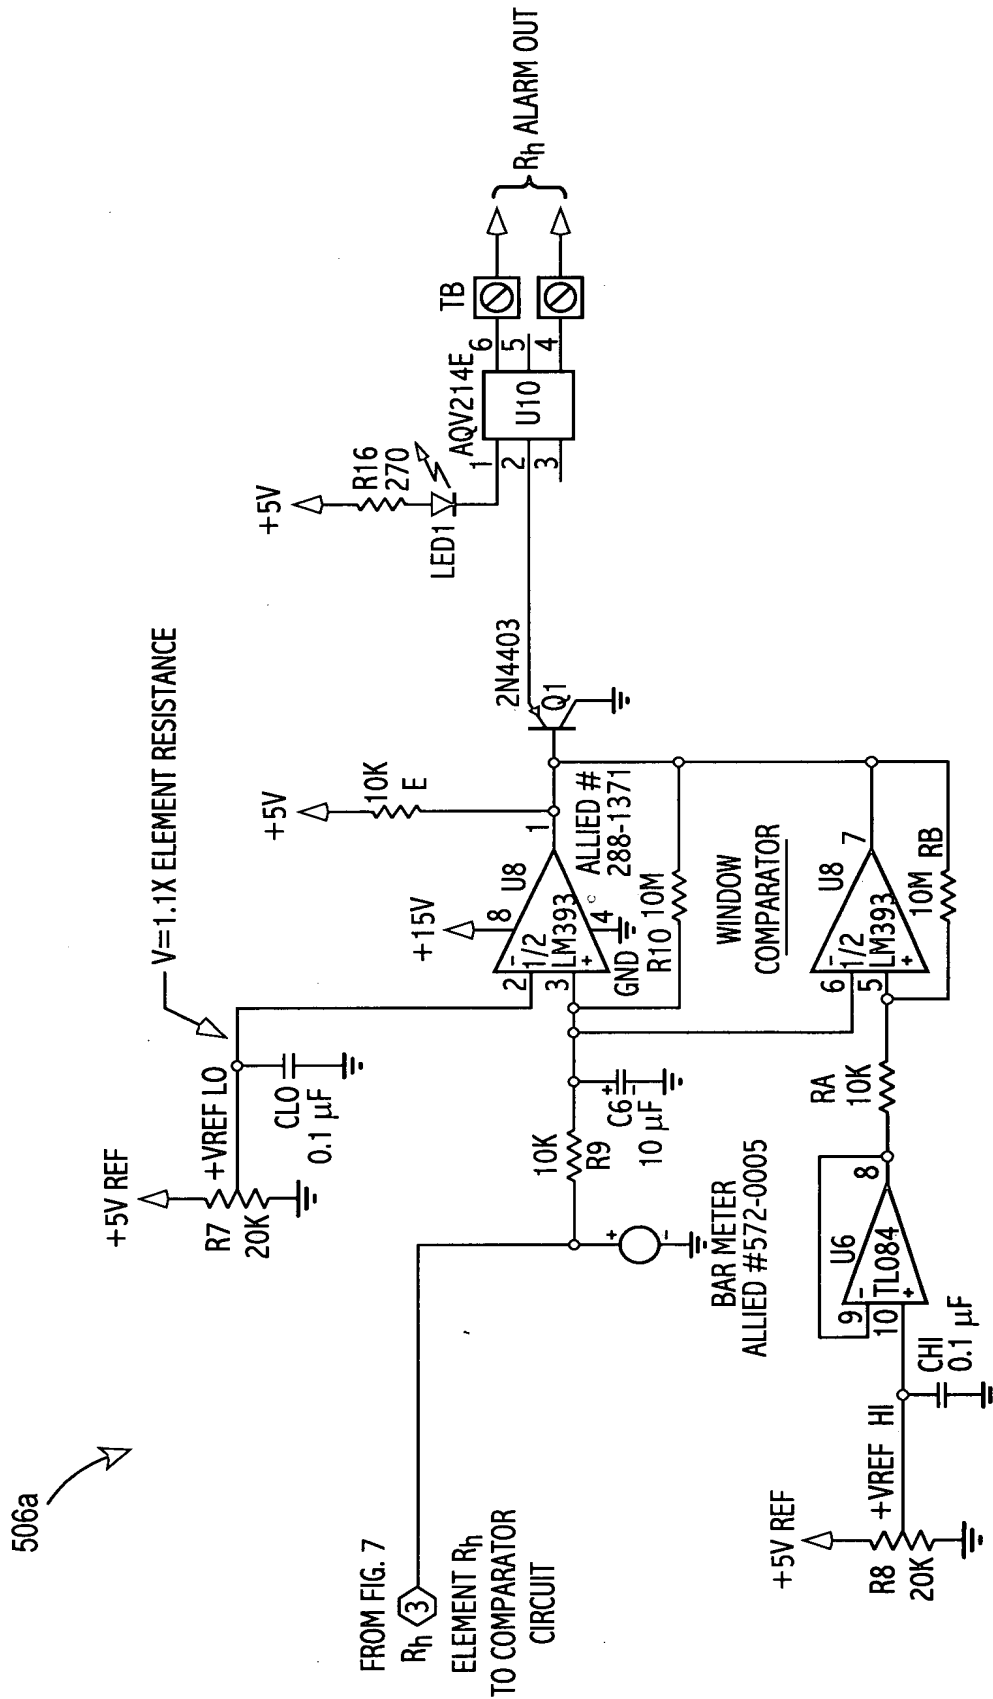 506a
FROM FIG. 7
Rh 3
ELEMENT Rh
TO COMPARATOR
CIRCUIT
+5V REF
R7
20K
+VREF LO
CLO
0.1 µF
V=1.1X ELEMENT RESISTANCE
10K
R9
C6
10 µF
+
-
+
-
BAR METER
ALLIED #572-0005
+5V REF
R8
20K
+VREF HI
CHI
0.1 µF
9
10
-
+
U6
TL084
8
RA
10K
2
3
-
+
1/2
LM393
U8
8
+15V
4
GND
1
+5V
10K
E
ALLIED #
288-1371
R10 10M
WINDOW
COMPARATOR
6
5
-
+
1/2
LM393
U8
7
10M RB
2N4403
Q1
+5V
R16
270
LED1
AQV214E
1
2
3
U10
6
5
4
TB
Rh ALARM OUT